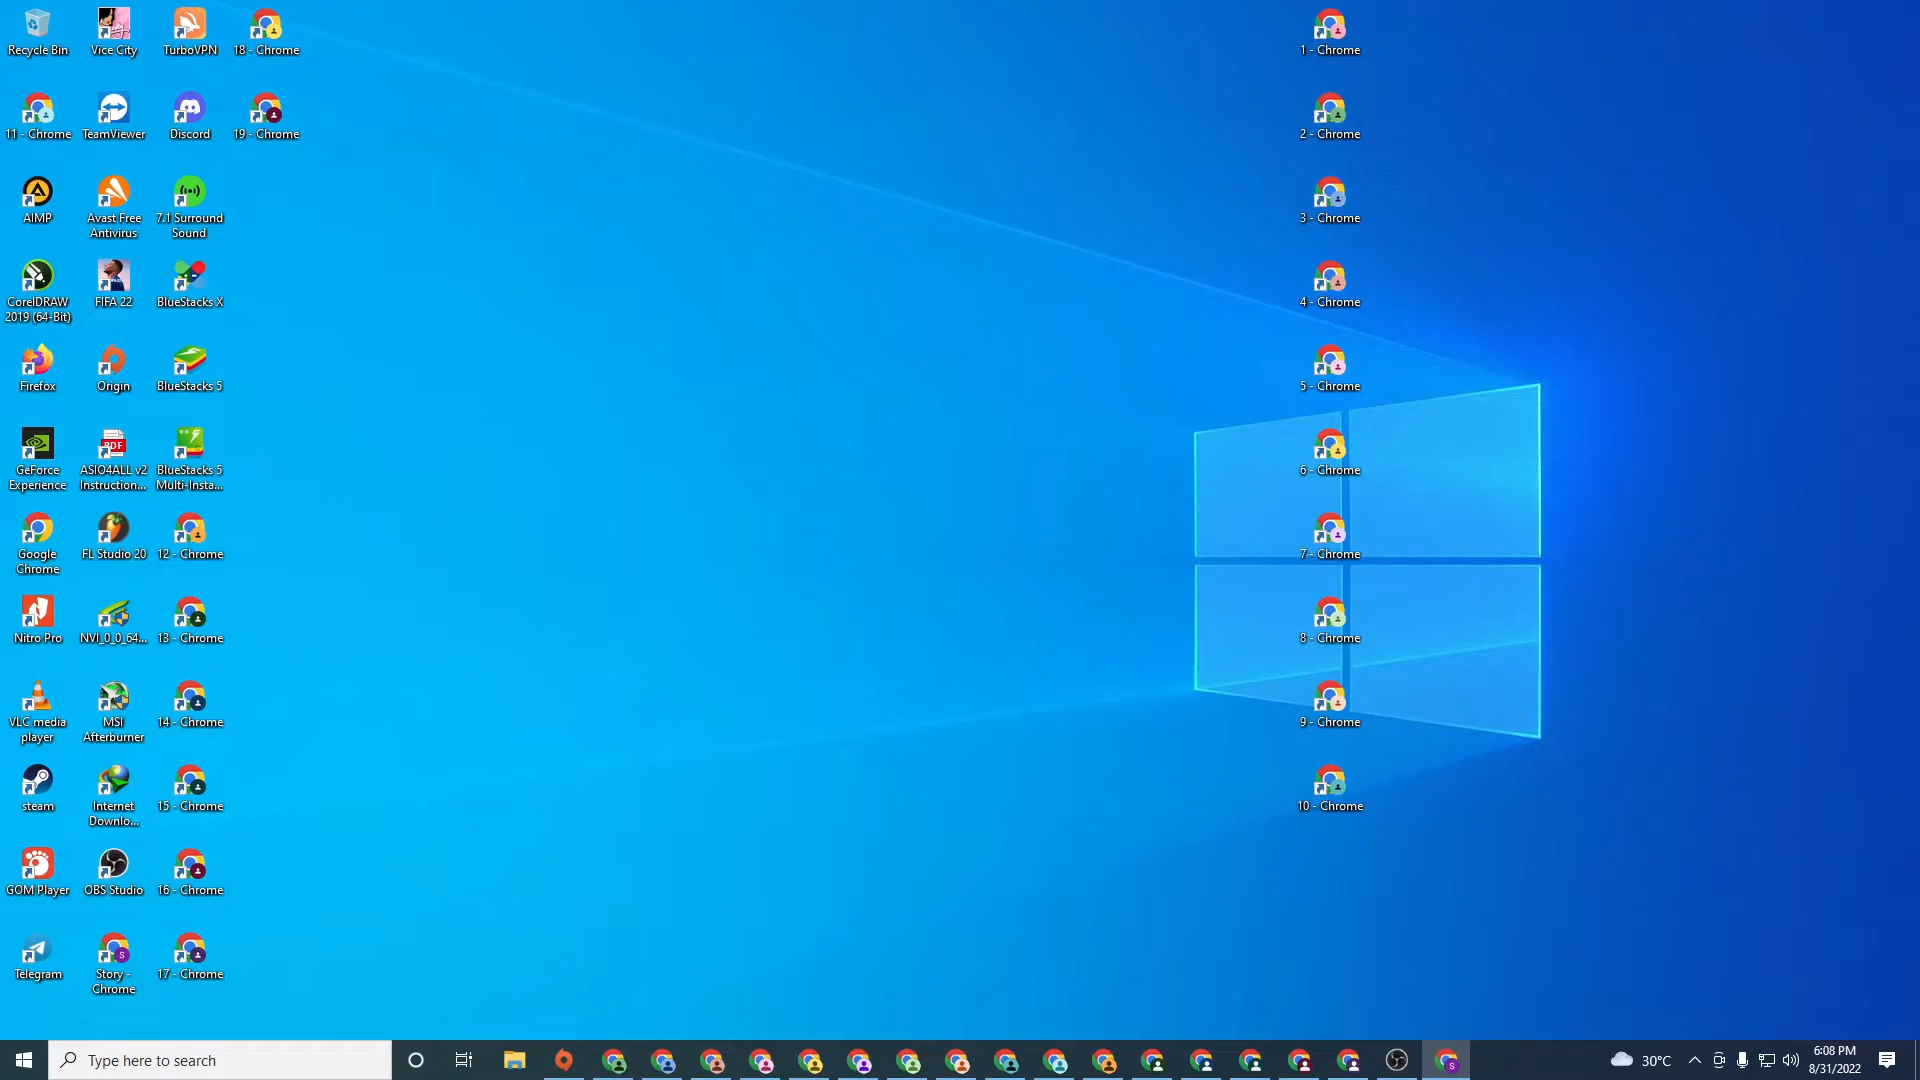 Recycle Bin
Vice City
TurboVPN
18 - Chrome
11 - Chrome
TeamViewer
Discord
19 - Chrome
AIMP
Avast Free
Antivirus
7.1 Surround
Sound
CorelDRAW
2019 (64-Bit)
FIFA 22
BlueStacks X
Firefox
Origin
BlueStacks 5
GeForce
Experience
PDF
ASIO4ALL v2
Instruction...
BlueStacks 5
Multi-Insta...
Google
Chrome
FL Studio 20
12 - Chrome
Nitro Pro
NVI_0_0_64...
13 - Chrome
VLC media
player
MSI
Afterburner
14 - Chrome
steam
Internet
Downlo...
15 - Chrome
GOM Player
OBS Studio
16 - Chrome
Telegram
S
Story -
Chrome
17 - Chrome
1 - Chrome
2 - Chrome
3 - Chrome
4 - Chrome
5 - Chrome
6 - Chrome
7 - Chrome
8 - Chrome
9 - Chrome
10 - Chrome
Type here to search
S
30°C
6:08 PM
8/31/2022